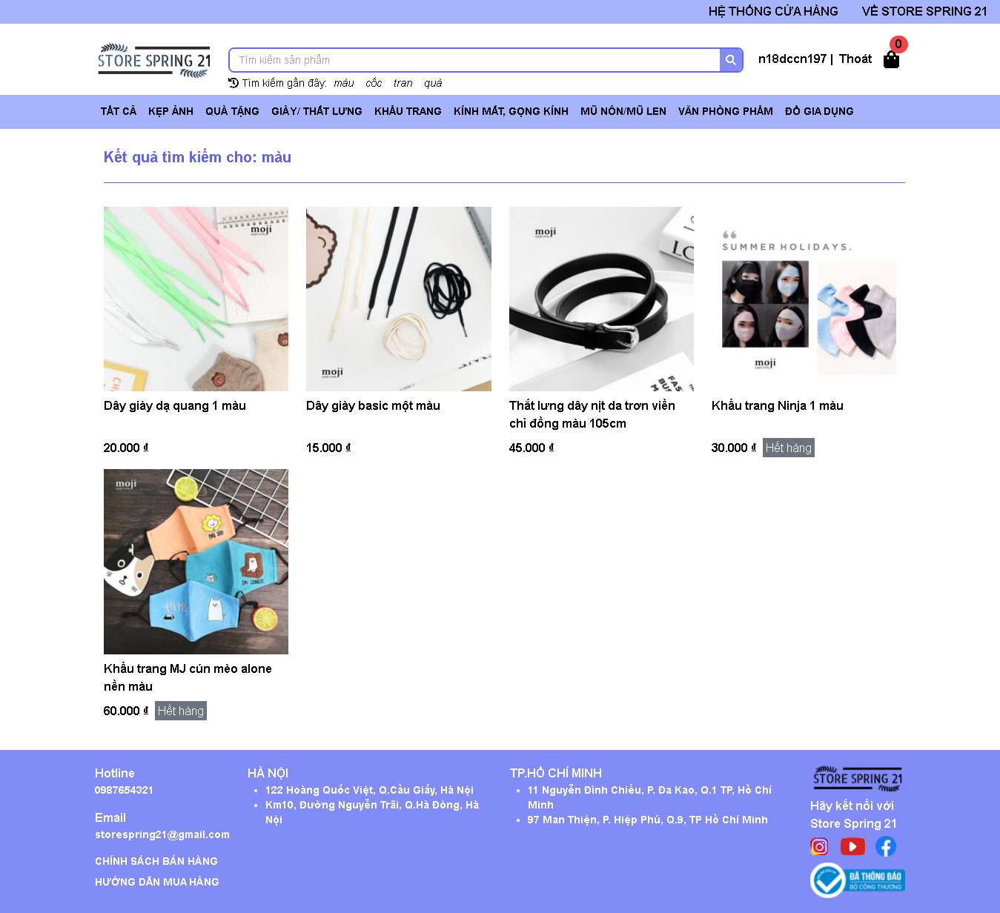 HỆ THỐNG CỬA HÀNG VỀ STORE SPRING 21
STORE SPRING 21
Tìm kiếm sản phẩm
n18dccn197 | Thoát
0
Tìm kiếm gần đây: màu cốc tran quà
TẤT CẢ KẸP ẢNH QUÀ TẶNG GIÀY/ THẮT LƯNG KHẨU TRANG KÍNH MẮT, GỌNG KÍNH MŨ NÓN/MŨ LEN VĂN PHÒNG PHẨM ĐỒ GIA DỤNG
Kết quả tìm kiếm cho: màu
moji
moji
moji
SUMMER HOLIDAYS.
moji
Dây giày dạ quang 1 màu
20.000 ₫
Dây giày basic một màu
15.000 ₫
Thắt lưng dây nịt da trơn viền
chỉ đồng màu 105cm
45.000 ₫
Khẩu trang Ninja 1 màu
30.000 ₫ Hết hàng
moji
I'M LONELY.
Khẩu trang MJ cún mèo alone
nền màu
60.000 ₫ Hết hàng
Hotline
0987654321
Email
storespring21@gmail.com
CHÍNH SÁCH BÁN HÀNG
HƯỚNG DẪN MUA HÀNG
HÀ NỘI
122 Hoàng Quốc Việt, Q.Cầu Giấy, Hà Nội
Km10, Đường Nguyễn Trãi, Q.Hà Đông, Hà
Nội
TP.HỒ CHÍ MINH
11 Nguyễn Đình Chiểu, P. Đa Kao, Q.1 TP, Hồ Chí
Minh
97 Man Thiện, P. Hiệp Phú, Q.9, TP Hồ Chí Minh
STORE SPRING 21
Hãy kết nối với
Store Spring 21
ĐÃ THÔNG BÁO
BỘ CÔNG THƯƠNG